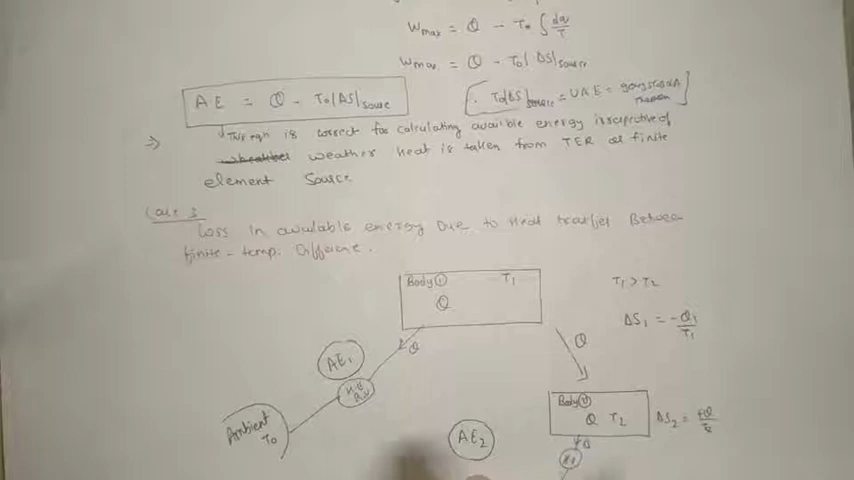 Wmax = Q - T₀ ∫ dQ/T
Wmax = Q - T₀|ΔS|source
AE = Q - T₀|ΔS|source
[∵ T₀|ΔS|source = UAE =
⇒ This eqn is correct for calculating availble energy irrespective of
weather heat is taken from TER or finite
element source
Case 3
Loss in available energy Due to Heat transfer Between
finite-temp. Different.
Body ① T₁
Q
T₁ > T₂
ΔS₁ = -Q₁/T₁
Q
Q
AE₁
H.E
Ambient
T₀
Body ②
Q T₂
ΔS₂ = +Q/T₂
AE₂
Q